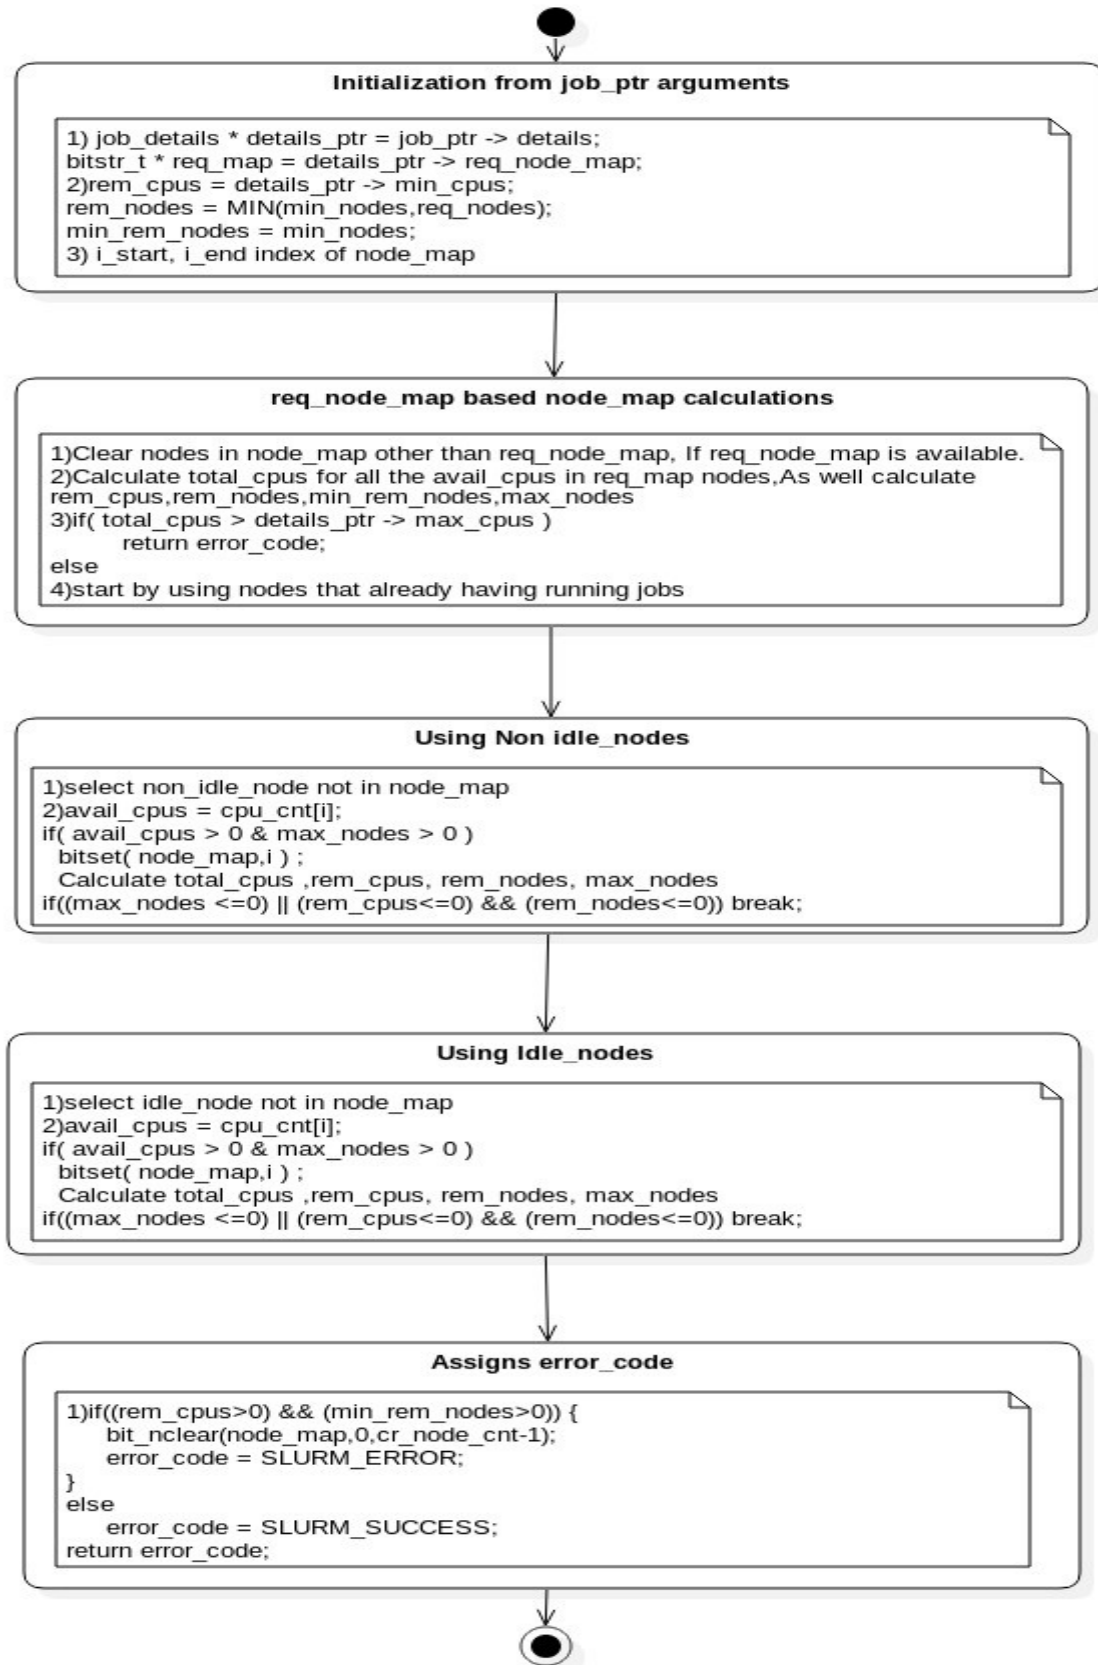 Initialization from job_ptr arguments
1) job_details * details_ptr = job_ptr -> details;
bitstr_t * req_map = details_ptr -> req_node_map;
2)rem_cpus = details_ptr -> min_cpus;
rem_nodes = MIN(min_nodes,req_nodes);
min_rem_nodes = min_nodes;
3) i_start, i_end index of node_map
req_node_map based node_map calculations
1)Clear nodes in node_map other than req_node_map, If req_node_map is available.
2)Calculate total_cpus for all the avail_cpus in req_map nodes,As well calculate
rem_cpus,rem_nodes,min_rem_nodes,max_nodes
3)if( total_cpus > details_ptr -> max_cpus )
return error_code;
else
4)start by using nodes that already having running jobs
Using Non idle_nodes
1)select non_idle_node not in node_map
2)avail_cpus = cpu_cnt[i];
if( avail_cpus > 0 & max_nodes > 0 )
bitset( node_map,i ) ;
Calculate total_cpus ,rem_cpus, rem_nodes, max_nodes
if((max_nodes <=0) || (rem_cpus<=0) && (rem_nodes<=0)) break;
Using Idle_nodes
1)select idle_node not in node_map
2)avail_cpus = cpu_cnt[i];
if( avail_cpus > 0 & max_nodes > 0 )
bitset( node_map,i ) ;
Calculate total_cpus ,rem_cpus, rem_nodes, max_nodes
if((max_nodes <=0) || (rem_cpus<=0) && (rem_nodes<=0)) break;
Assigns error_code
1)if((rem_cpus>0) && (min_rem_nodes>0)) {
bit_nclear(node_map,0,cr_node_cnt-1);
error_code = SLURM_ERROR;
}
else
error_code = SLURM_SUCCESS;
return error_code;